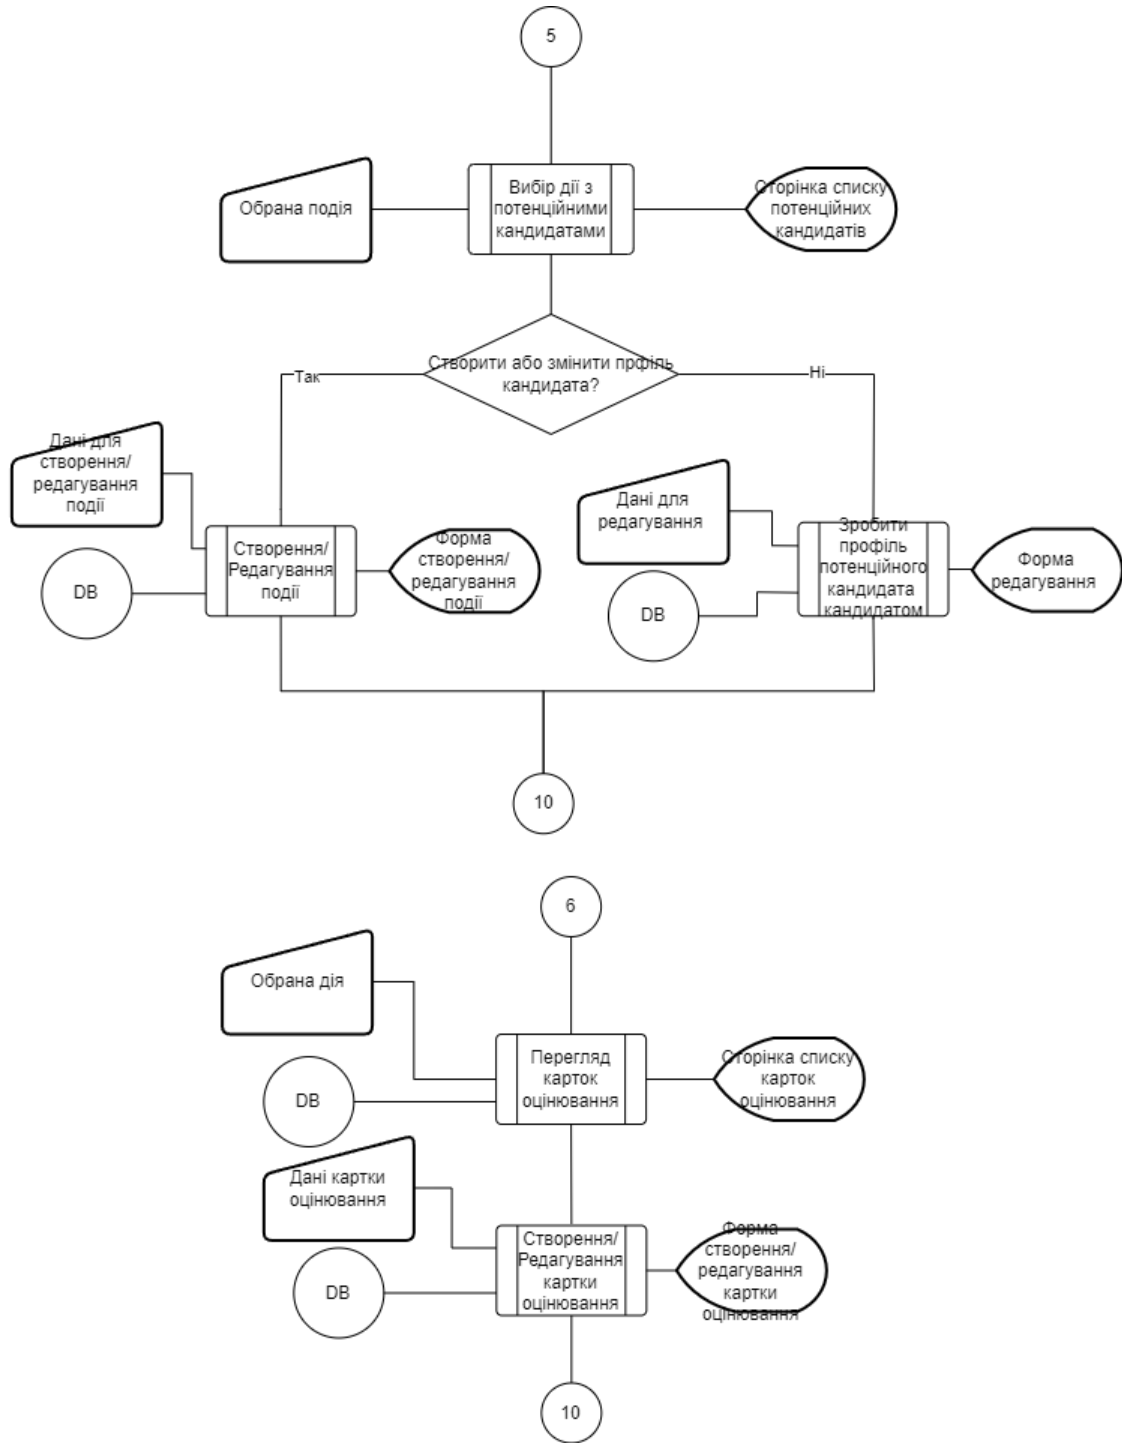 5
Обрана подія
Вибір дії з
потенційними
кандидатами
Сторінка списку
потенційних
кандидатів
Створити або змінити прфіль
кандидата?
Так
Ні
Дані для
створення/
редагування
події
DB
Створення/
Редагування
події
Форма
створення/
редагування
події
Дані для
редагування
DB
Зробити
профіль
потенційного
кандидата
кандидатом
Форма
редагування
10
6
Обрана дія
DB
Перегляд
карток
оцінювання
Сторінка списку
карток
оцінювання
Дані картки
оцінювання
DB
Створення/
Редагування
картки
оцінювання
Форма
створення/
редагування
картки
оцінювання
10